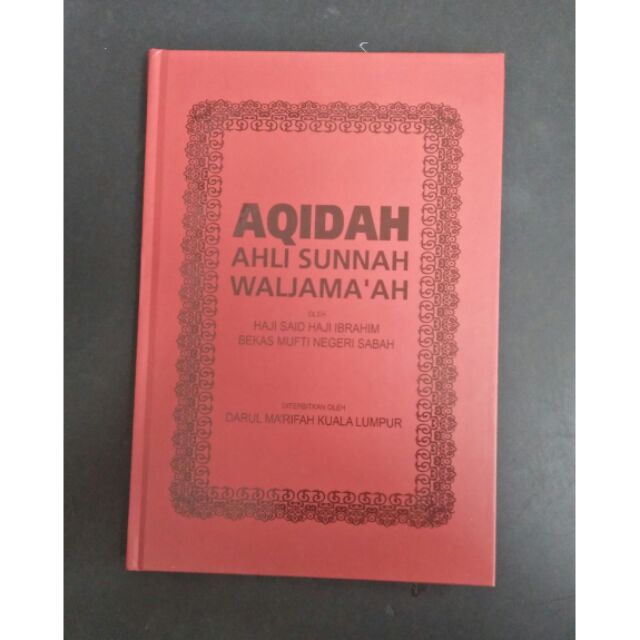 AQIDAH
AHLI SUNNAH
WALJAMA'AH
OLEH
HAJI SAID HAJI IBRAHIM
BEKAS MUFTI NEGERI SABAH
DITERBITKAN OLEH
DARUL MA'RIFAH KUALA LUMPUR